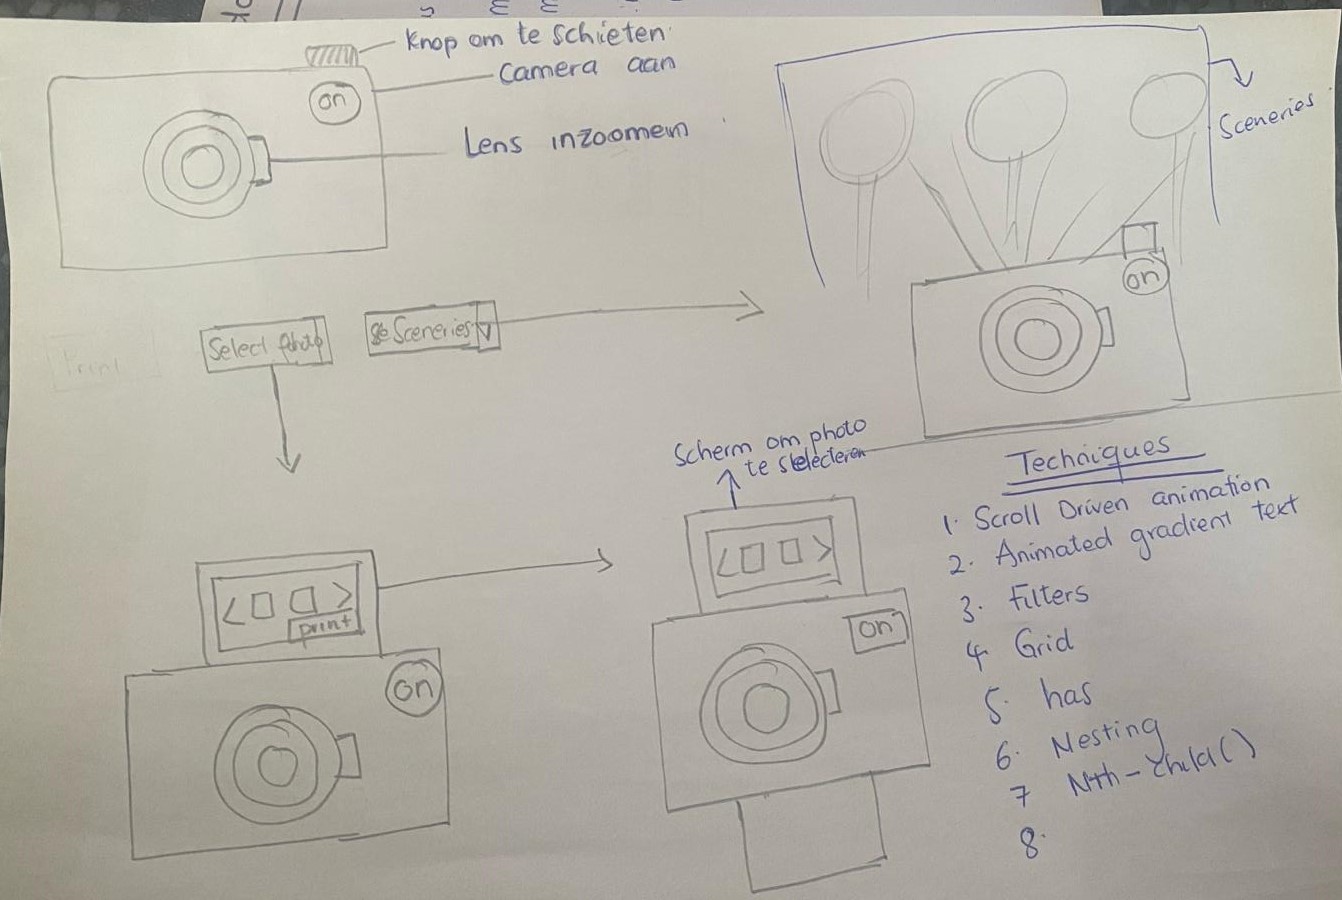 Knop om te schieten
Camera aan
on
Lens inzoomen
Sceneries
Select photo
Sceneries
Print
on
Scherm om photo
te selecteren
Techniques
1. Scroll Driven animation
2. Animated gradient text
3. Filters
4 Grid
5. has
6. Nesting
7 Nth-child()
8.
< >
print
on
< >
on